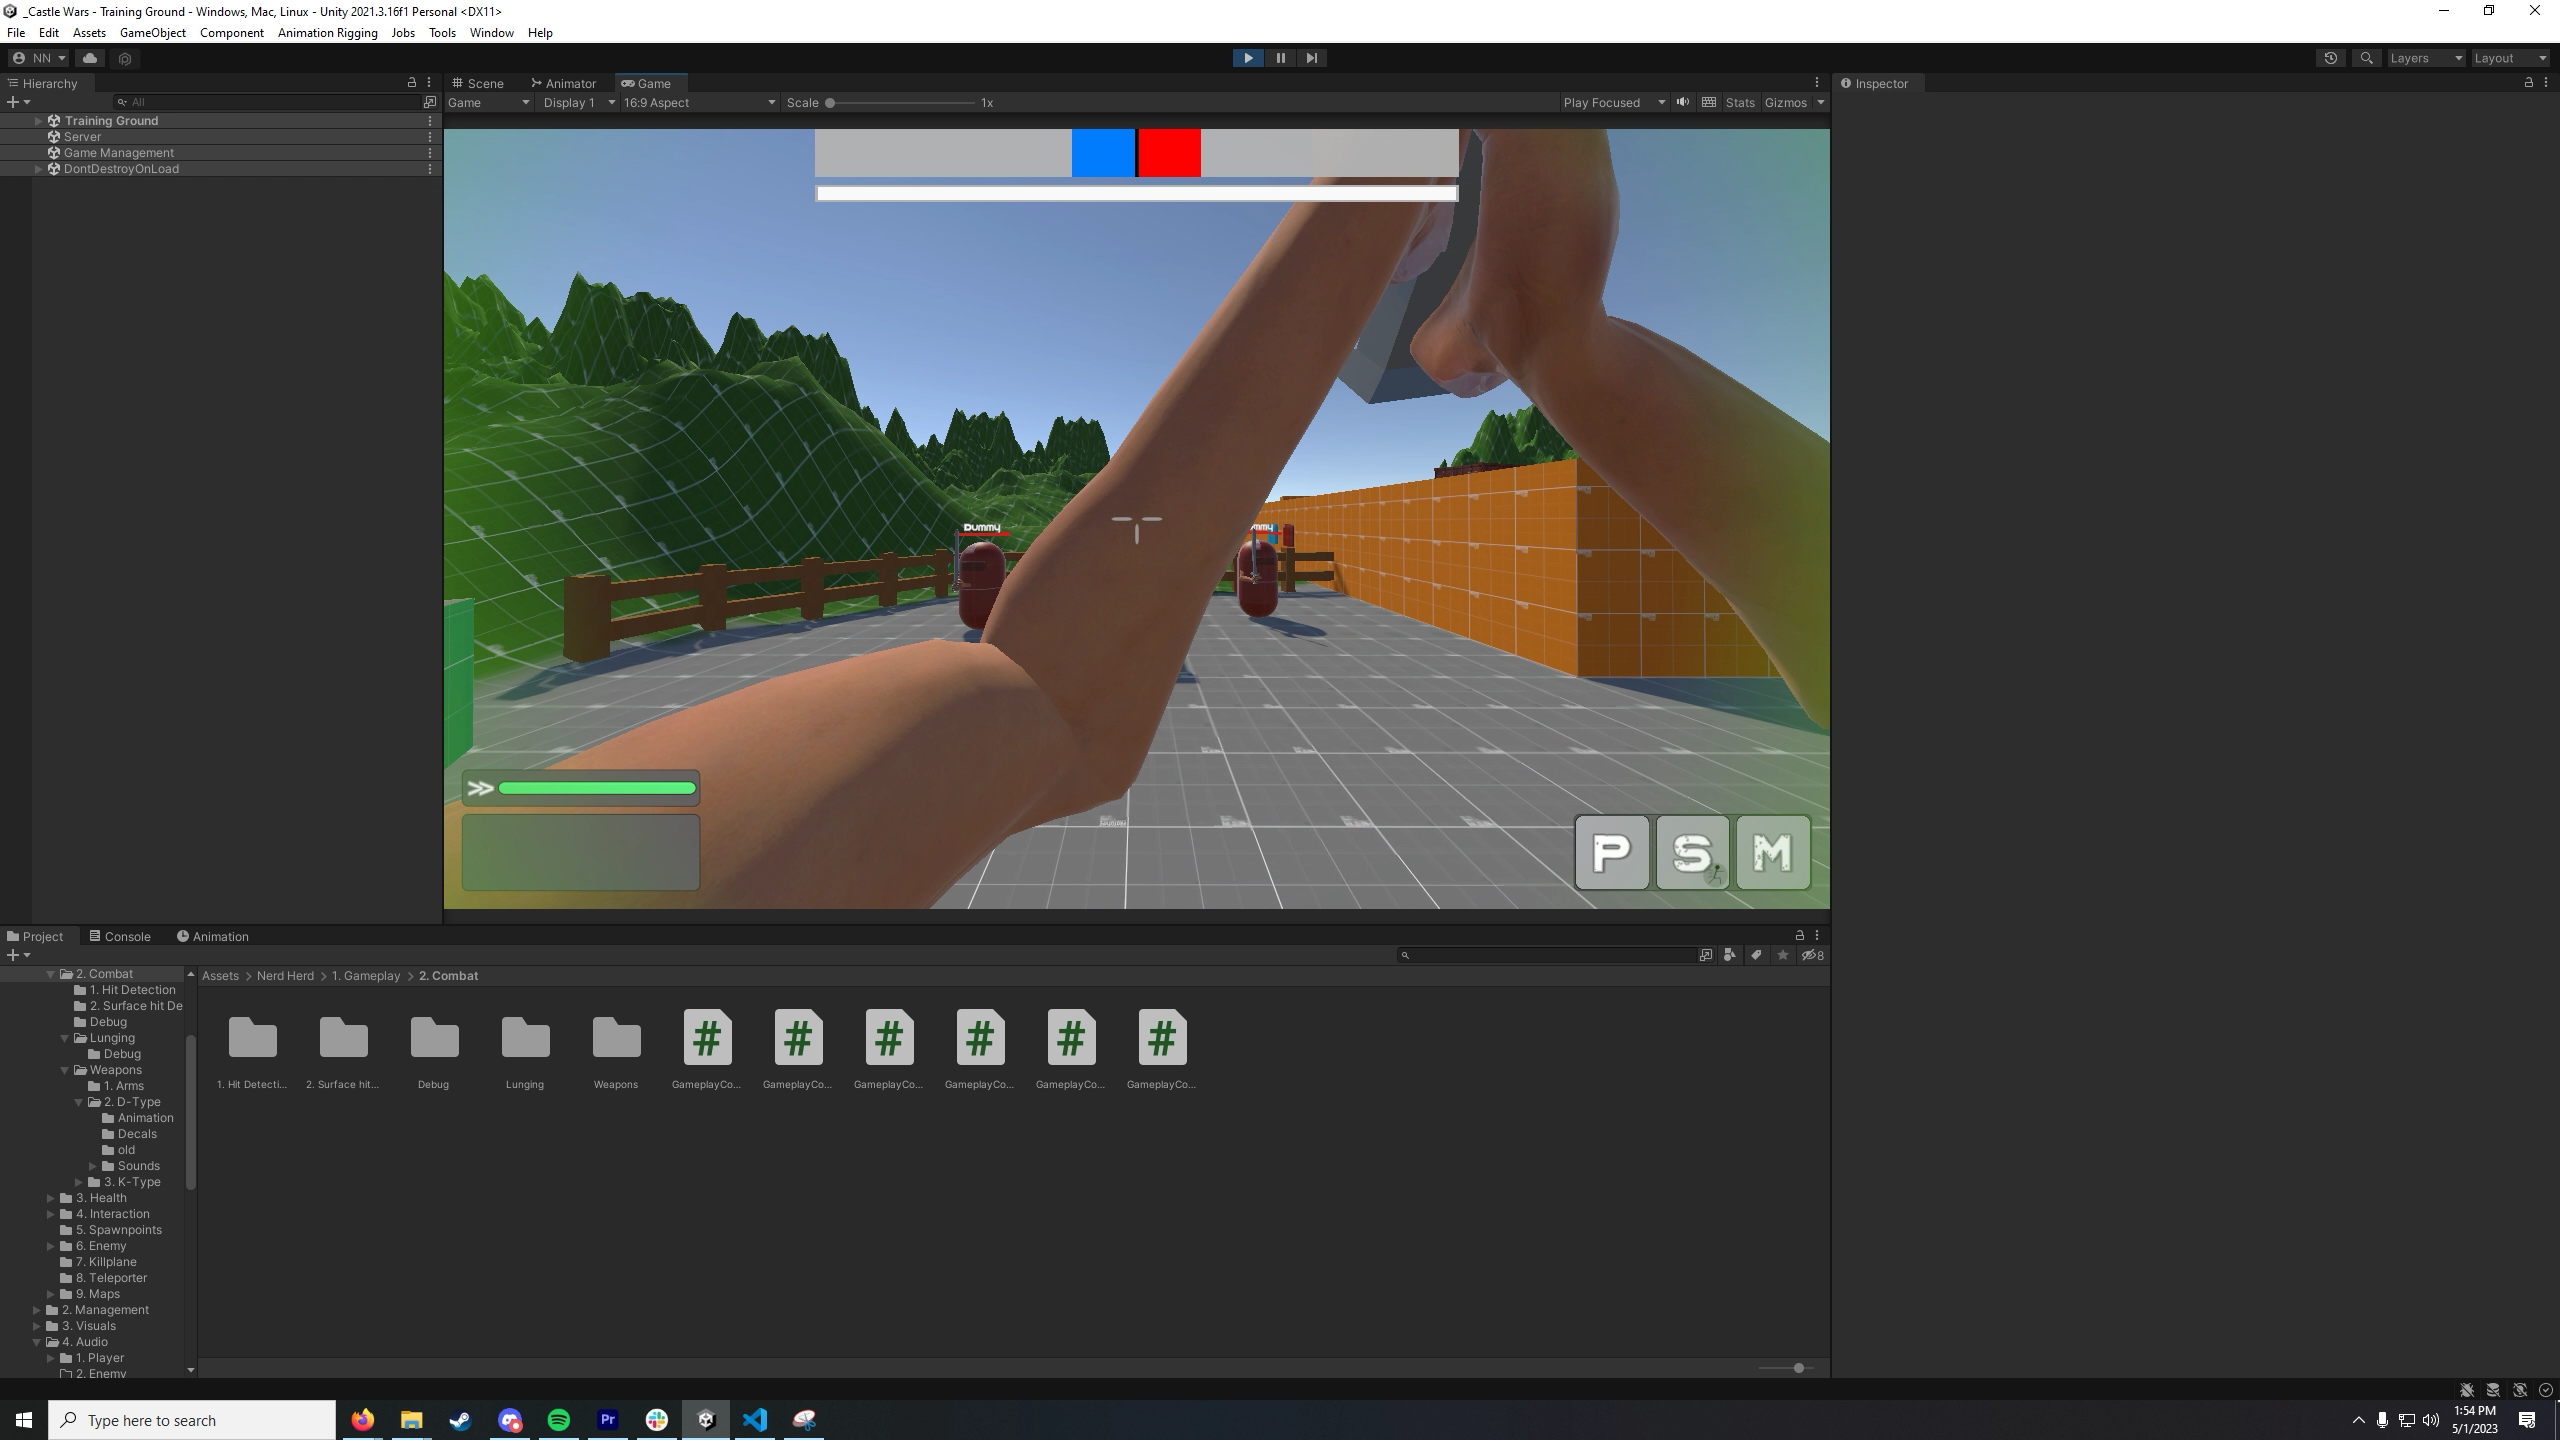 _Castle Wars - Training Ground - Windows, Mac, Linux - Unity 2021.3.16f1 Personal <DX11>
File Edit Assets GameObject Component Animation Rigging Jobs Tools Window Help
NN
Layers
Layout
Hierarchy
All
Training Ground
Server
Game Management
DontDestroyOnLoad
Scene
Animator
Game
Game
Display 1
16:9 Aspect
Scale
1x
Play Focused
Stats
Gizmos
Inspector
Dummy
P
S
M
Project
Console
Animation
8
2. Combat
1. Hit Detection
2. Surface hit De
Debug
Lunging
Debug
Weapons
1. Arms
2. D-Type
Animation
Decals
old
Sounds
3. K-Type
3. Health
4. Interaction
5. Spawnpoints
6. Enemy
7. Killplane
8. Teleporter
9. Maps
2. Management
3. Visuals
4. Audio
1. Player
2. Enemy
Assets > Nerd Herd > 1. Gameplay > 2. Combat
1. Hit Detecti...
2. Surface hit...
Debug
Lunging
Weapons
GameplayCo...
GameplayCo...
GameplayCo...
GameplayCo...
GameplayCo...
GameplayCo...
Type here to search
Pr
1:54 PM
5/1/2023